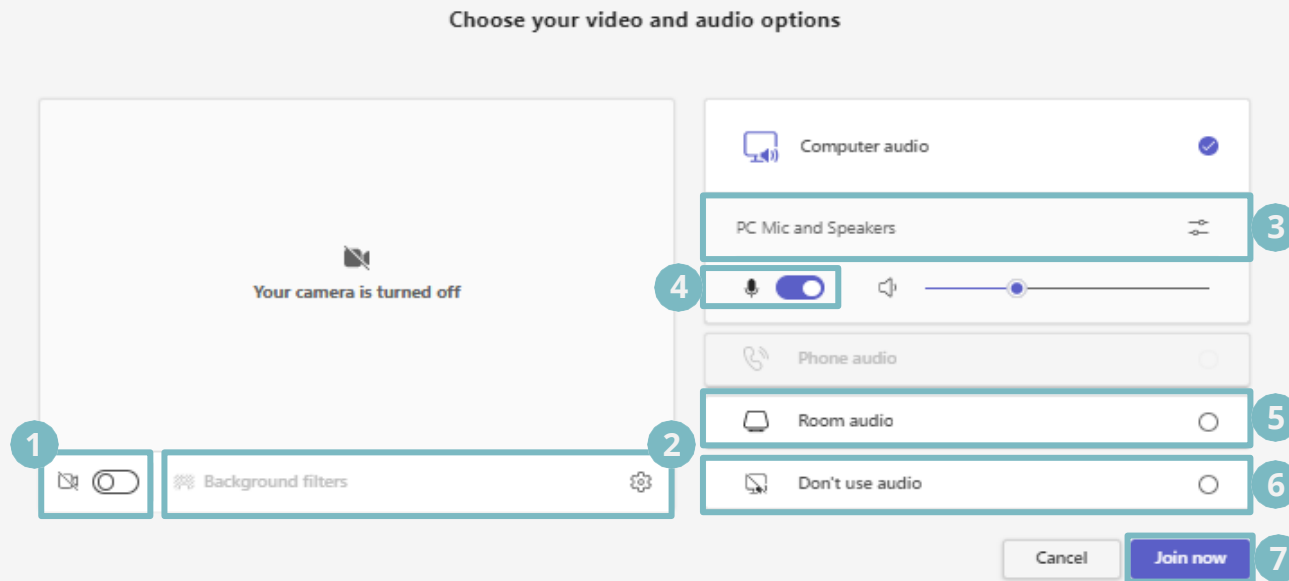 Choose your video and audio options
Your camera is turned off
1
2
Background filters
Computer audio
PC Mic and Speakers
3
4
Phone audio
Room audio
5
Don't use audio
6
Cancel
Join now
7